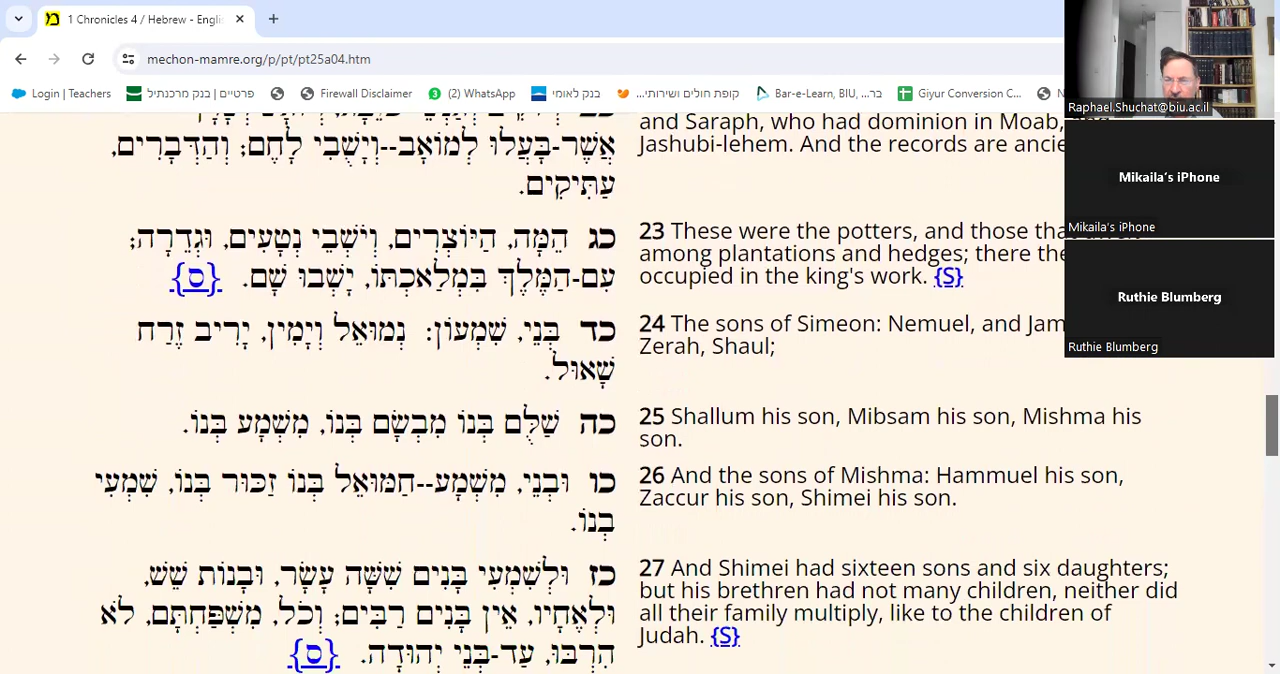 1 Chronicles 4 / Hebrew - Engli
mechon-mamre.org/p/pt/pt25a04.htm
Login | Teachers
פרטיים | בנק מרכנתיל
Firewall Disclaimer
(2) WhatsApp
בנק לאומי
קופת חולים ושירותי...
Bar-e-Learn, BIU, ...בר
Giyur Conversion C...
Raphael.Shuchat@biu.ac.il
Mikaila's iPhone
Mikaila's iPhone
Ruthie Blumberg
Ruthie Blumberg
אֲשֶׁר-בָּעֲלוּ לְמוֹאָב--וְיָשֻׁבִי לָחֶם; וְהַדְּבָרִים,
עַתִּיקִים.
and Saraph, who had dominion in Moab,
Jashubi-lehem. And the records are ancie
כג הֵמָּה, הַיּוֹצְרִים, וְיֹשְׁבֵי נְטָעִים, וּגְדֵרָה;
עִם-הַמֶּלֶךְ בִּמְלַאכְתּוֹ, יָשְׁבוּ שָׁם. {ס}
23 These were the potters, and those tha
among plantations and hedges; there the
occupied in the king's work. {S}
כד בְּנֵי, שִׁמְעוֹן: נְמוּאֵל וְיָמִין, יָרִיב זֶרַח
שָׁאוּל.
24 The sons of Simeon: Nemuel, and Jam
Zerah, Shaul;
כה שַׁלֻּם בְּנוֹ מִבְשָׂם בְּנוֹ, מִשְׁמָע בְּנוֹ.
25 Shallum his son, Mibsam his son, Mishma his
son.
כו וּבְנֵי, מִשְׁמָע--חַמּוּאֵל בְּנוֹ זַכּוּר בְּנוֹ, שִׁמְעִי
בְנוֹ.
26 And the sons of Mishma: Hammuel his son,
Zaccur his son, Shimei his son.
כז וּלְשִׁמְעִי בָּנִים שִׁשָּׁה עָשָׂר, וּבָנוֹת שֵׁשׁ,
וּלְאֶחָיו, אֵין בָּנִים רַבִּים; וְכֹל, מִשְׁפַּחְתָּם, לֹא
הִרְבּוּ, עַד-בְּנֵי יְהוּדָה. {ס}
27 And Shimei had sixteen sons and six daughters;
but his brethren had not many children, neither did
all their family multiply, like to the children of
Judah. {S}